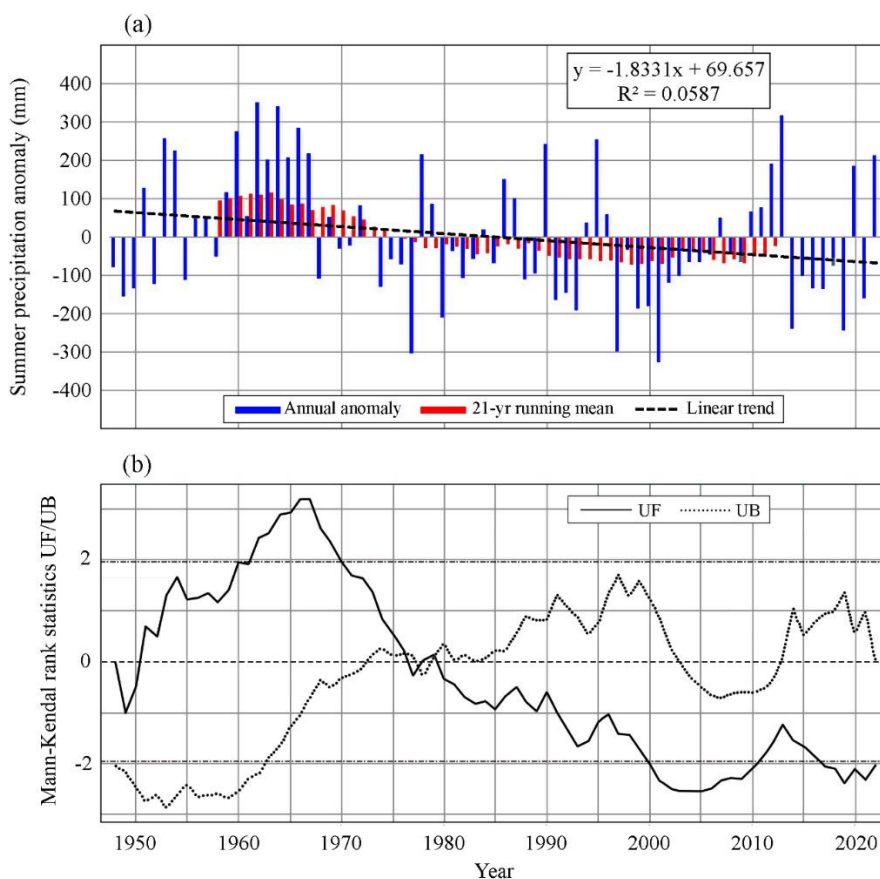 (a)
y = -1.8331x + 69.657
R² = 0.0587
400
300
200
100
0
-100
-200
-300
-400
Summer precipitation anomaly (mm)
Annual anomaly 21-yr running mean Linear trend
(b)
UF UB
2
0
-2
Mann-Kendal rank statistics UF/UB
1950 1960 1970 1980 1990 2000 2010 2020
Year